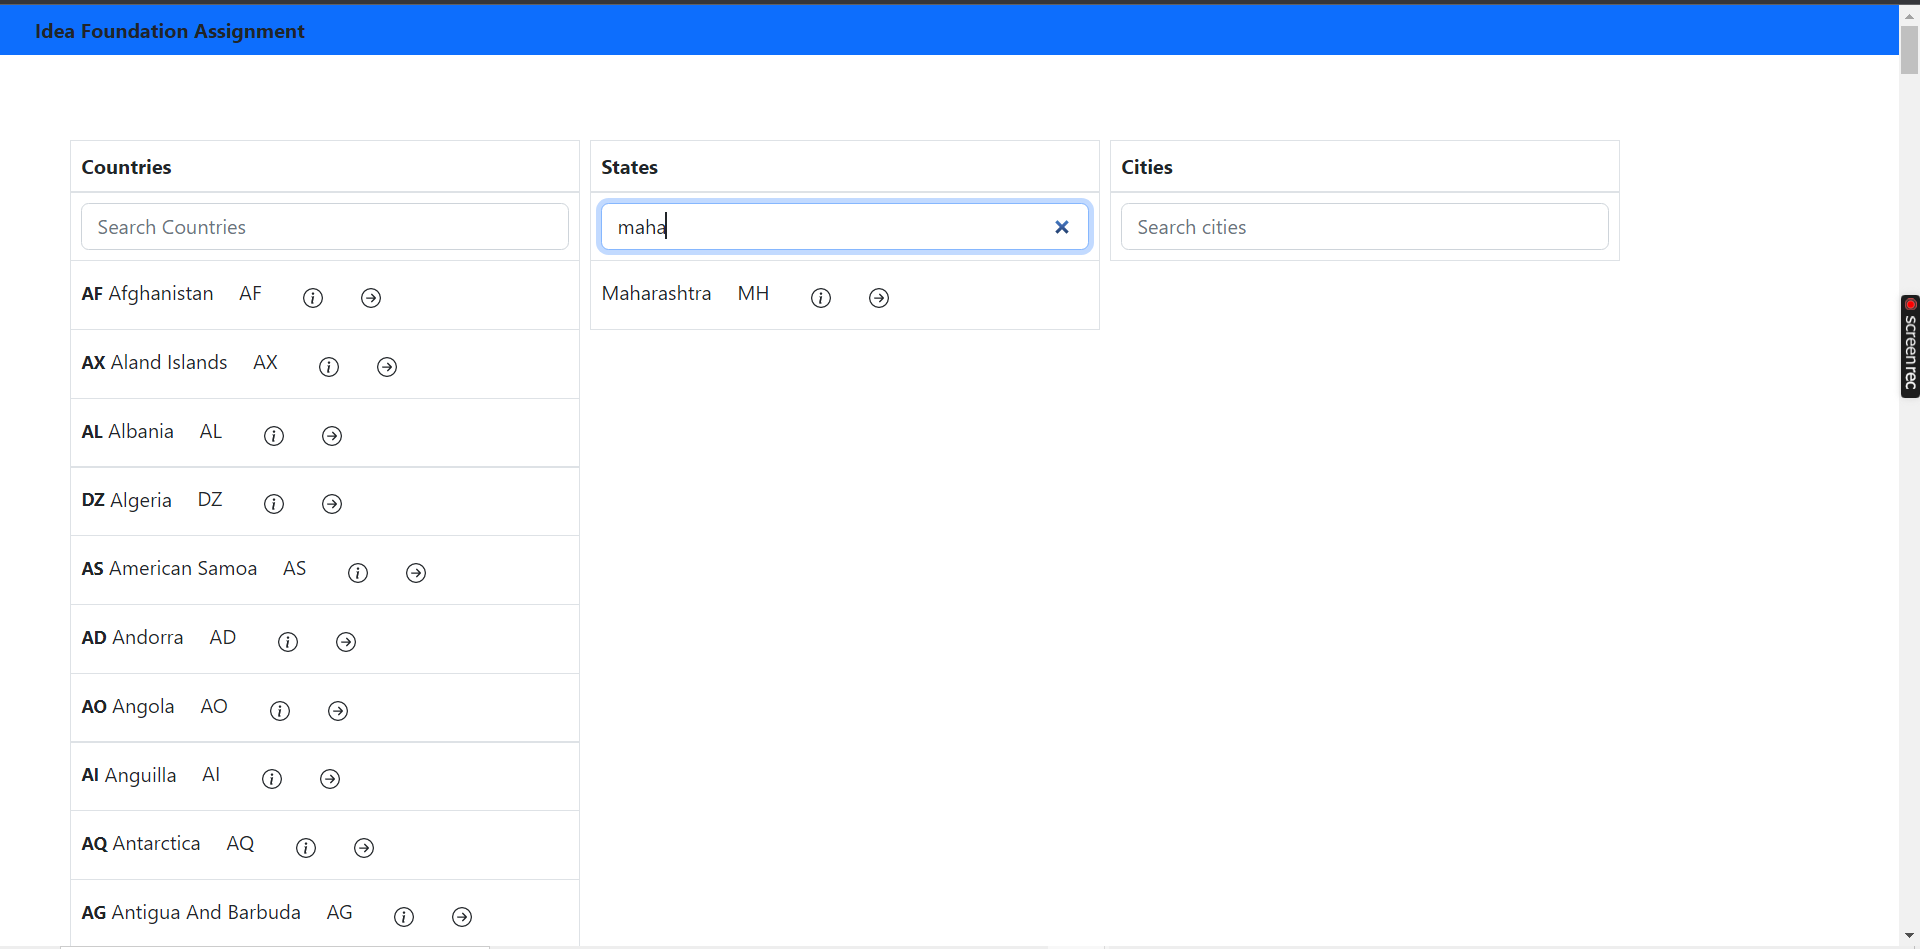 Idea Foundation Assignment
Countries
Search Countries
AF Afghanistan AF
AX Aland Islands AX
AL Albania AL
DZ Algeria DZ
AS American Samoa AS
AD Andorra AD
AO Angola AO
AI Anguilla AI
AQ Antarctica AQ
AG Antigua And Barbuda AG
States
maha
Maharashtra MH
Cities
Search cities
screenrec